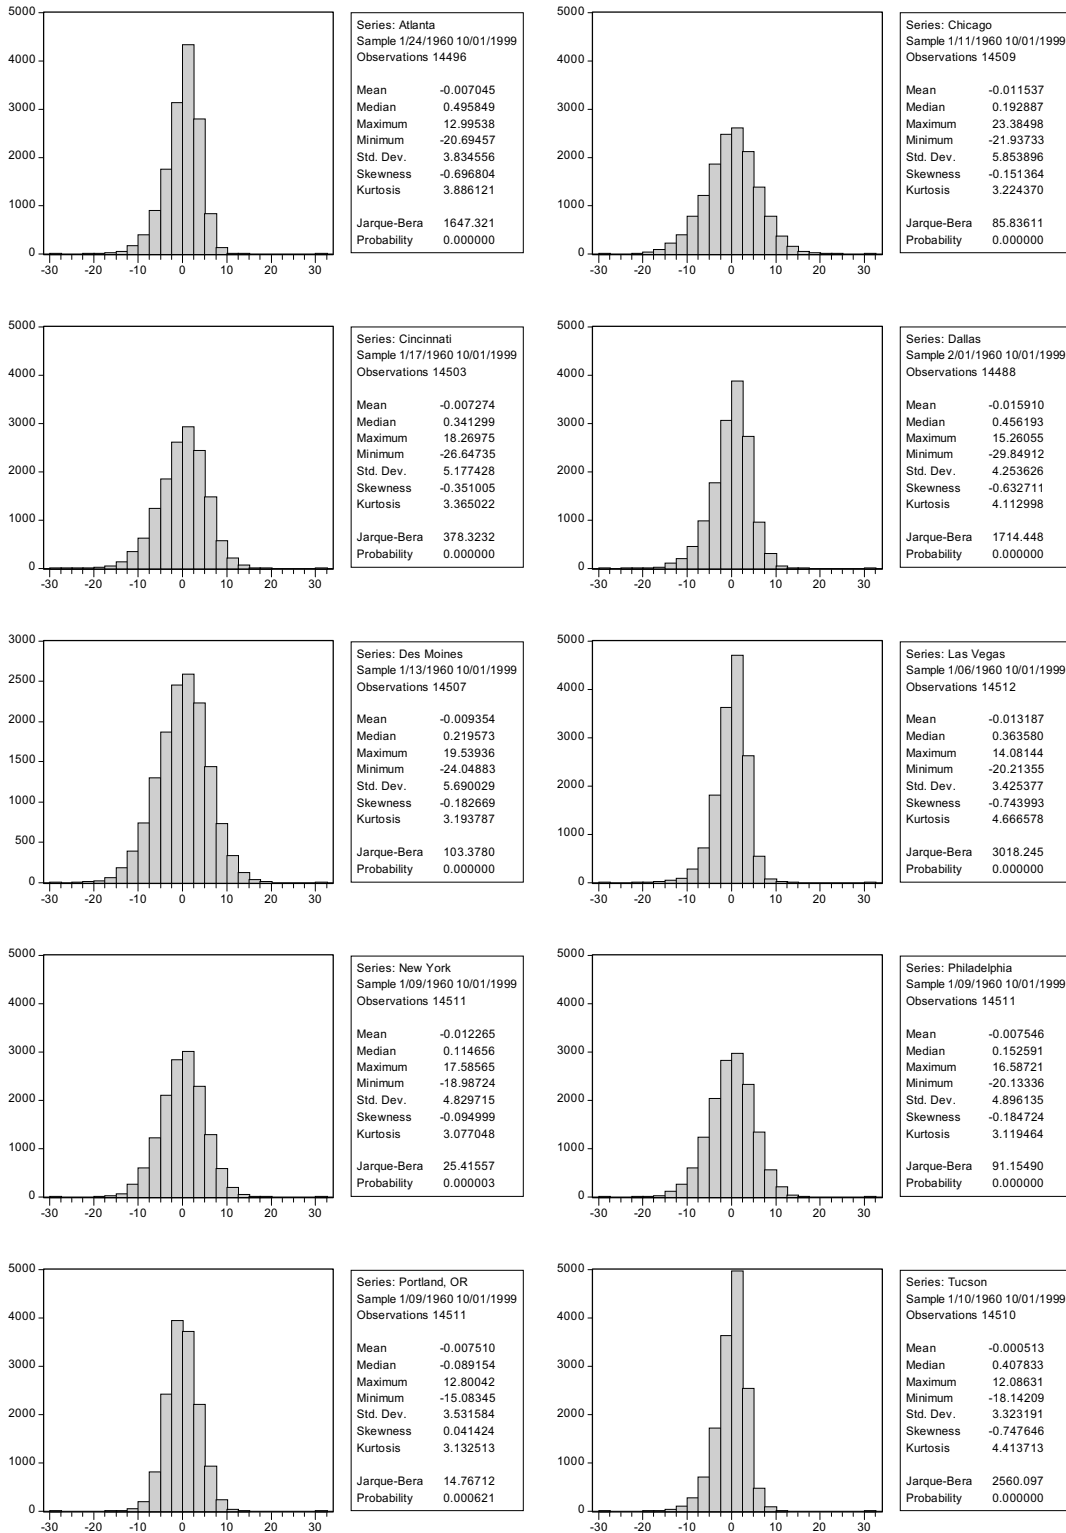 5000
4000
3000
2000
1000
0
-30 -20 -10 0 10 20 30
Series: Atlanta
Sample 1/24/1960 10/01/1999
Observations 14496
Mean -0.007045
Median 0.495849
Maximum 12.99538
Minimum -20.69457
Std. Dev. 3.834556
Skewness -0.696804
Kurtosis 3.886121
Jarque-Bera 1647.321
Probability 0.000000
5000
4000
3000
2000
1000
0
-30 -20 -10 0 10 20 30
Series: Chicago
Sample 1/11/1960 10/01/1999
Observations 14509
Mean -0.011537
Median 0.192887
Maximum 23.38498
Minimum -21.93733
Std. Dev. 5.853896
Skewness -0.151364
Kurtosis 3.224370
Jarque-Bera 85.83611
Probability 0.000000
5000
4000
3000
2000
1000
0
-30 -20 -10 0 10 20 30
Series: Cincinnati
Sample 1/17/1960 10/01/1999
Observations 14503
Mean -0.007274
Median 0.341299
Maximum 18.26975
Minimum -26.64735
Std. Dev. 5.177428
Skewness -0.351005
Kurtosis 3.365022
Jarque-Bera 378.3232
Probability 0.000000
5000
4000
3000
2000
1000
0
-30 -20 -10 0 10 20 30
Series: Dallas
Sample 2/01/1960 10/01/1999
Observations 14488
Mean -0.015910
Median 0.456193
Maximum 15.26055
Minimum -29.84912
Std. Dev. 4.253626
Skewness -0.632711
Kurtosis 4.112998
Jarque-Bera 1714.448
Probability 0.000000
3000
2500
2000
1500
1000
500
0
-30 -20 -10 0 10 20 30
Series: Des Moines
Sample 1/13/1960 10/01/1999
Observations 14507
Mean -0.009354
Median 0.219573
Maximum 19.53936
Minimum -24.04883
Std. Dev. 5.690029
Skewness -0.182669
Kurtosis 3.193787
Jarque-Bera 103.3780
Probability 0.000000
5000
4000
3000
2000
1000
0
-30 -20 -10 0 10 20 30
Series: Las Vegas
Sample 1/06/1960 10/01/1999
Observations 14512
Mean -0.013187
Median 0.363580
Maximum 14.08144
Minimum -20.21355
Std. Dev. 3.425377
Skewness -0.743993
Kurtosis 4.666578
Jarque-Bera 3018.245
Probability 0.000000
5000
4000
3000
2000
1000
0
-30 -20 -10 0 10 20 30
Series: New York
Sample 1/09/1960 10/01/1999
Observations 14511
Mean -0.012265
Median 0.114656
Maximum 17.58565
Minimum -18.98724
Std. Dev. 4.829715
Skewness -0.094999
Kurtosis 3.077048
Jarque-Bera 25.41557
Probability 0.000003
5000
4000
3000
2000
1000
0
-30 -20 -10 0 10 20 30
Series: Philadelphia
Sample 1/09/1960 10/01/1999
Observations 14511
Mean -0.007546
Median 0.152591
Maximum 16.58721
Minimum -20.13336
Std. Dev. 4.896135
Skewness -0.184724
Kurtosis 3.119464
Jarque-Bera 91.15490
Probability 0.000000
5000
4000
3000
2000
1000
0
-30 -20 -10 0 10 20 30
Series: Portland, OR
Sample 1/09/1960 10/01/1999
Observations 14511
Mean -0.007510
Median -0.089154
Maximum 12.80042
Minimum -15.08345
Std. Dev. 3.531584
Skewness 0.041424
Kurtosis 3.132513
Jarque-Bera 14.76712
Probability 0.000621
5000
4000
3000
2000
1000
0
-30 -20 -10 0 10 20 30
Series: Tucson
Sample 1/10/1960 10/01/1999
Observations 14510
Mean -0.000513
Median 0.407833
Maximum 12.08631
Minimum -18.14209
Std. Dev. 3.323191
Skewness -0.747646
Kurtosis 4.413713
Jarque-Bera 2560.097
Probability 0.000000